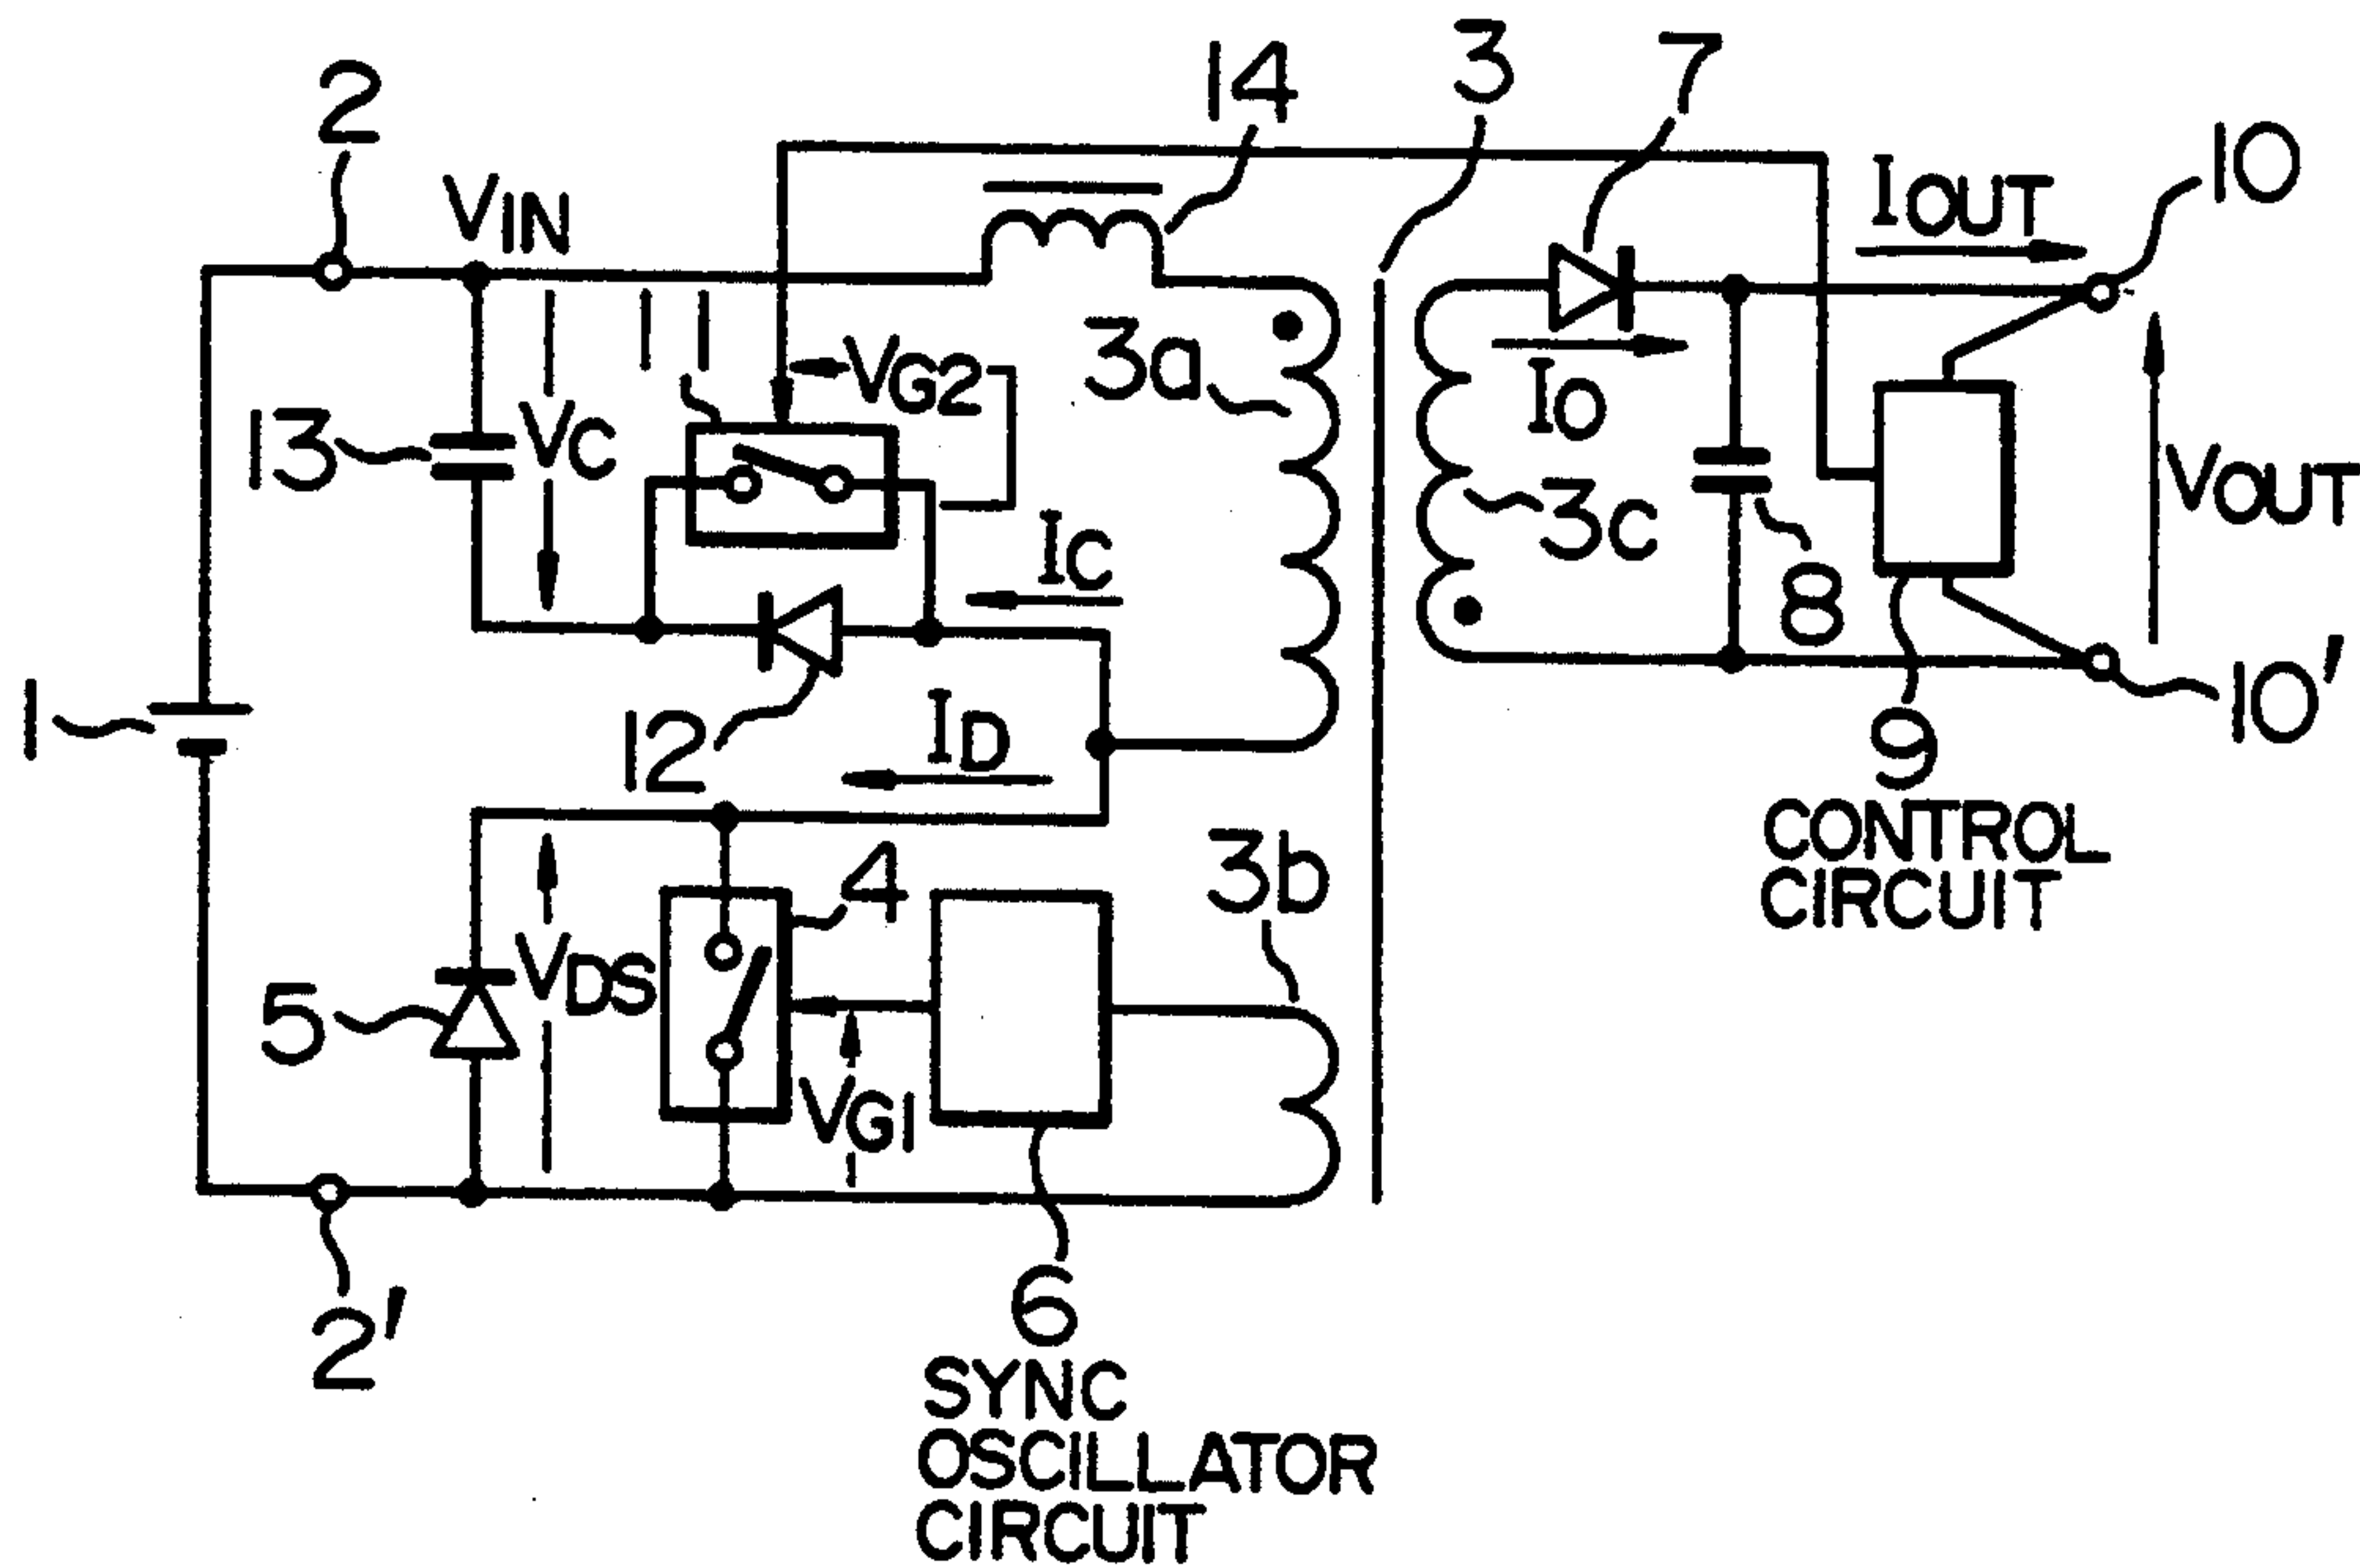 14
3
7
2
10
VIN
IOUT
11
VG2
3a
IO
13
VC
VOUT
3c
IC
8
10'
1
12
ID
9
CONTROL
CIRCUIT
4
3b
VDS
5
VG1
2'
6
SYNC
OSCILLATOR
CIRCUIT